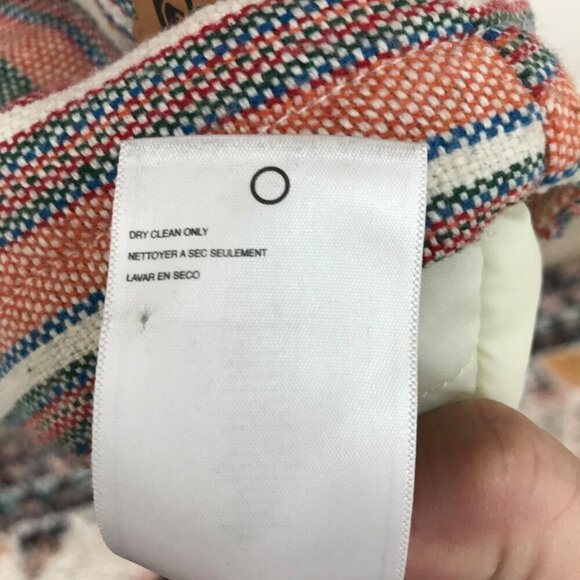 DRY CLEAN ONLY
NETTOYER A SEC SEULEMENT
LAVAR EN SECO